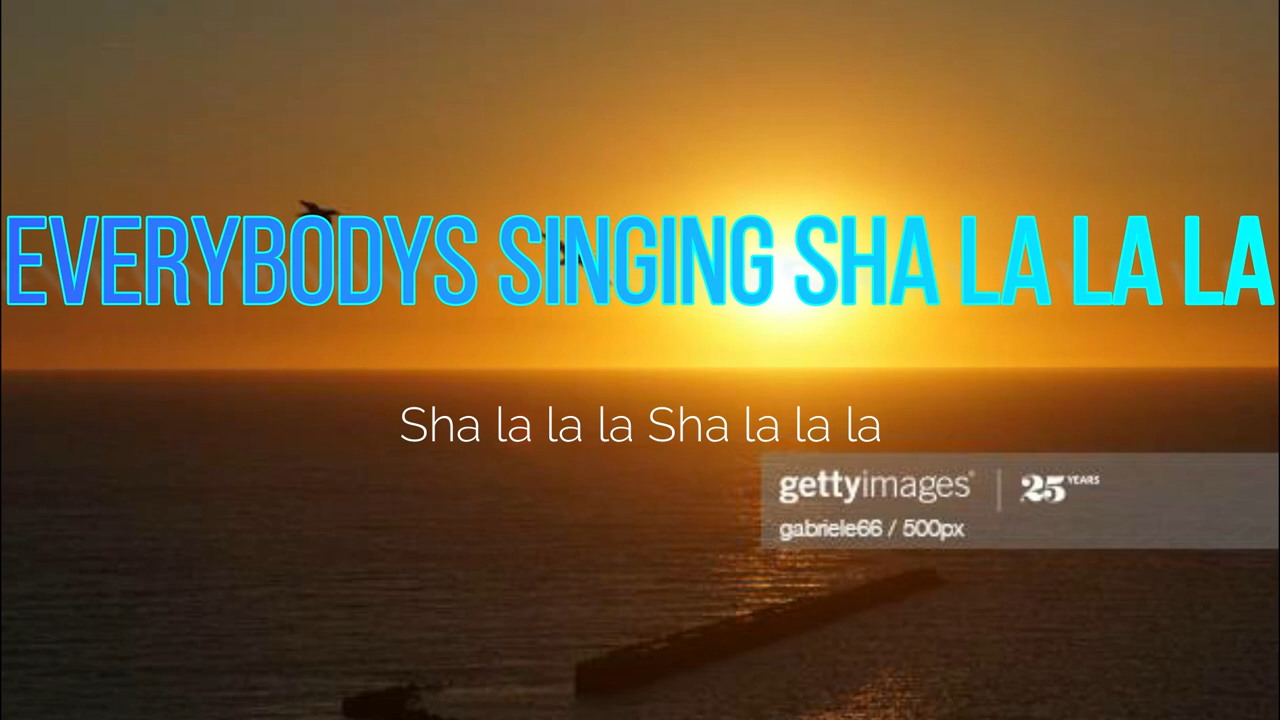 EVERYBODYS SINGING SHA LA LA LA
Sha la la la Sha la la la
gettyimages® | 25 YEARS
gabriele66 / 500px